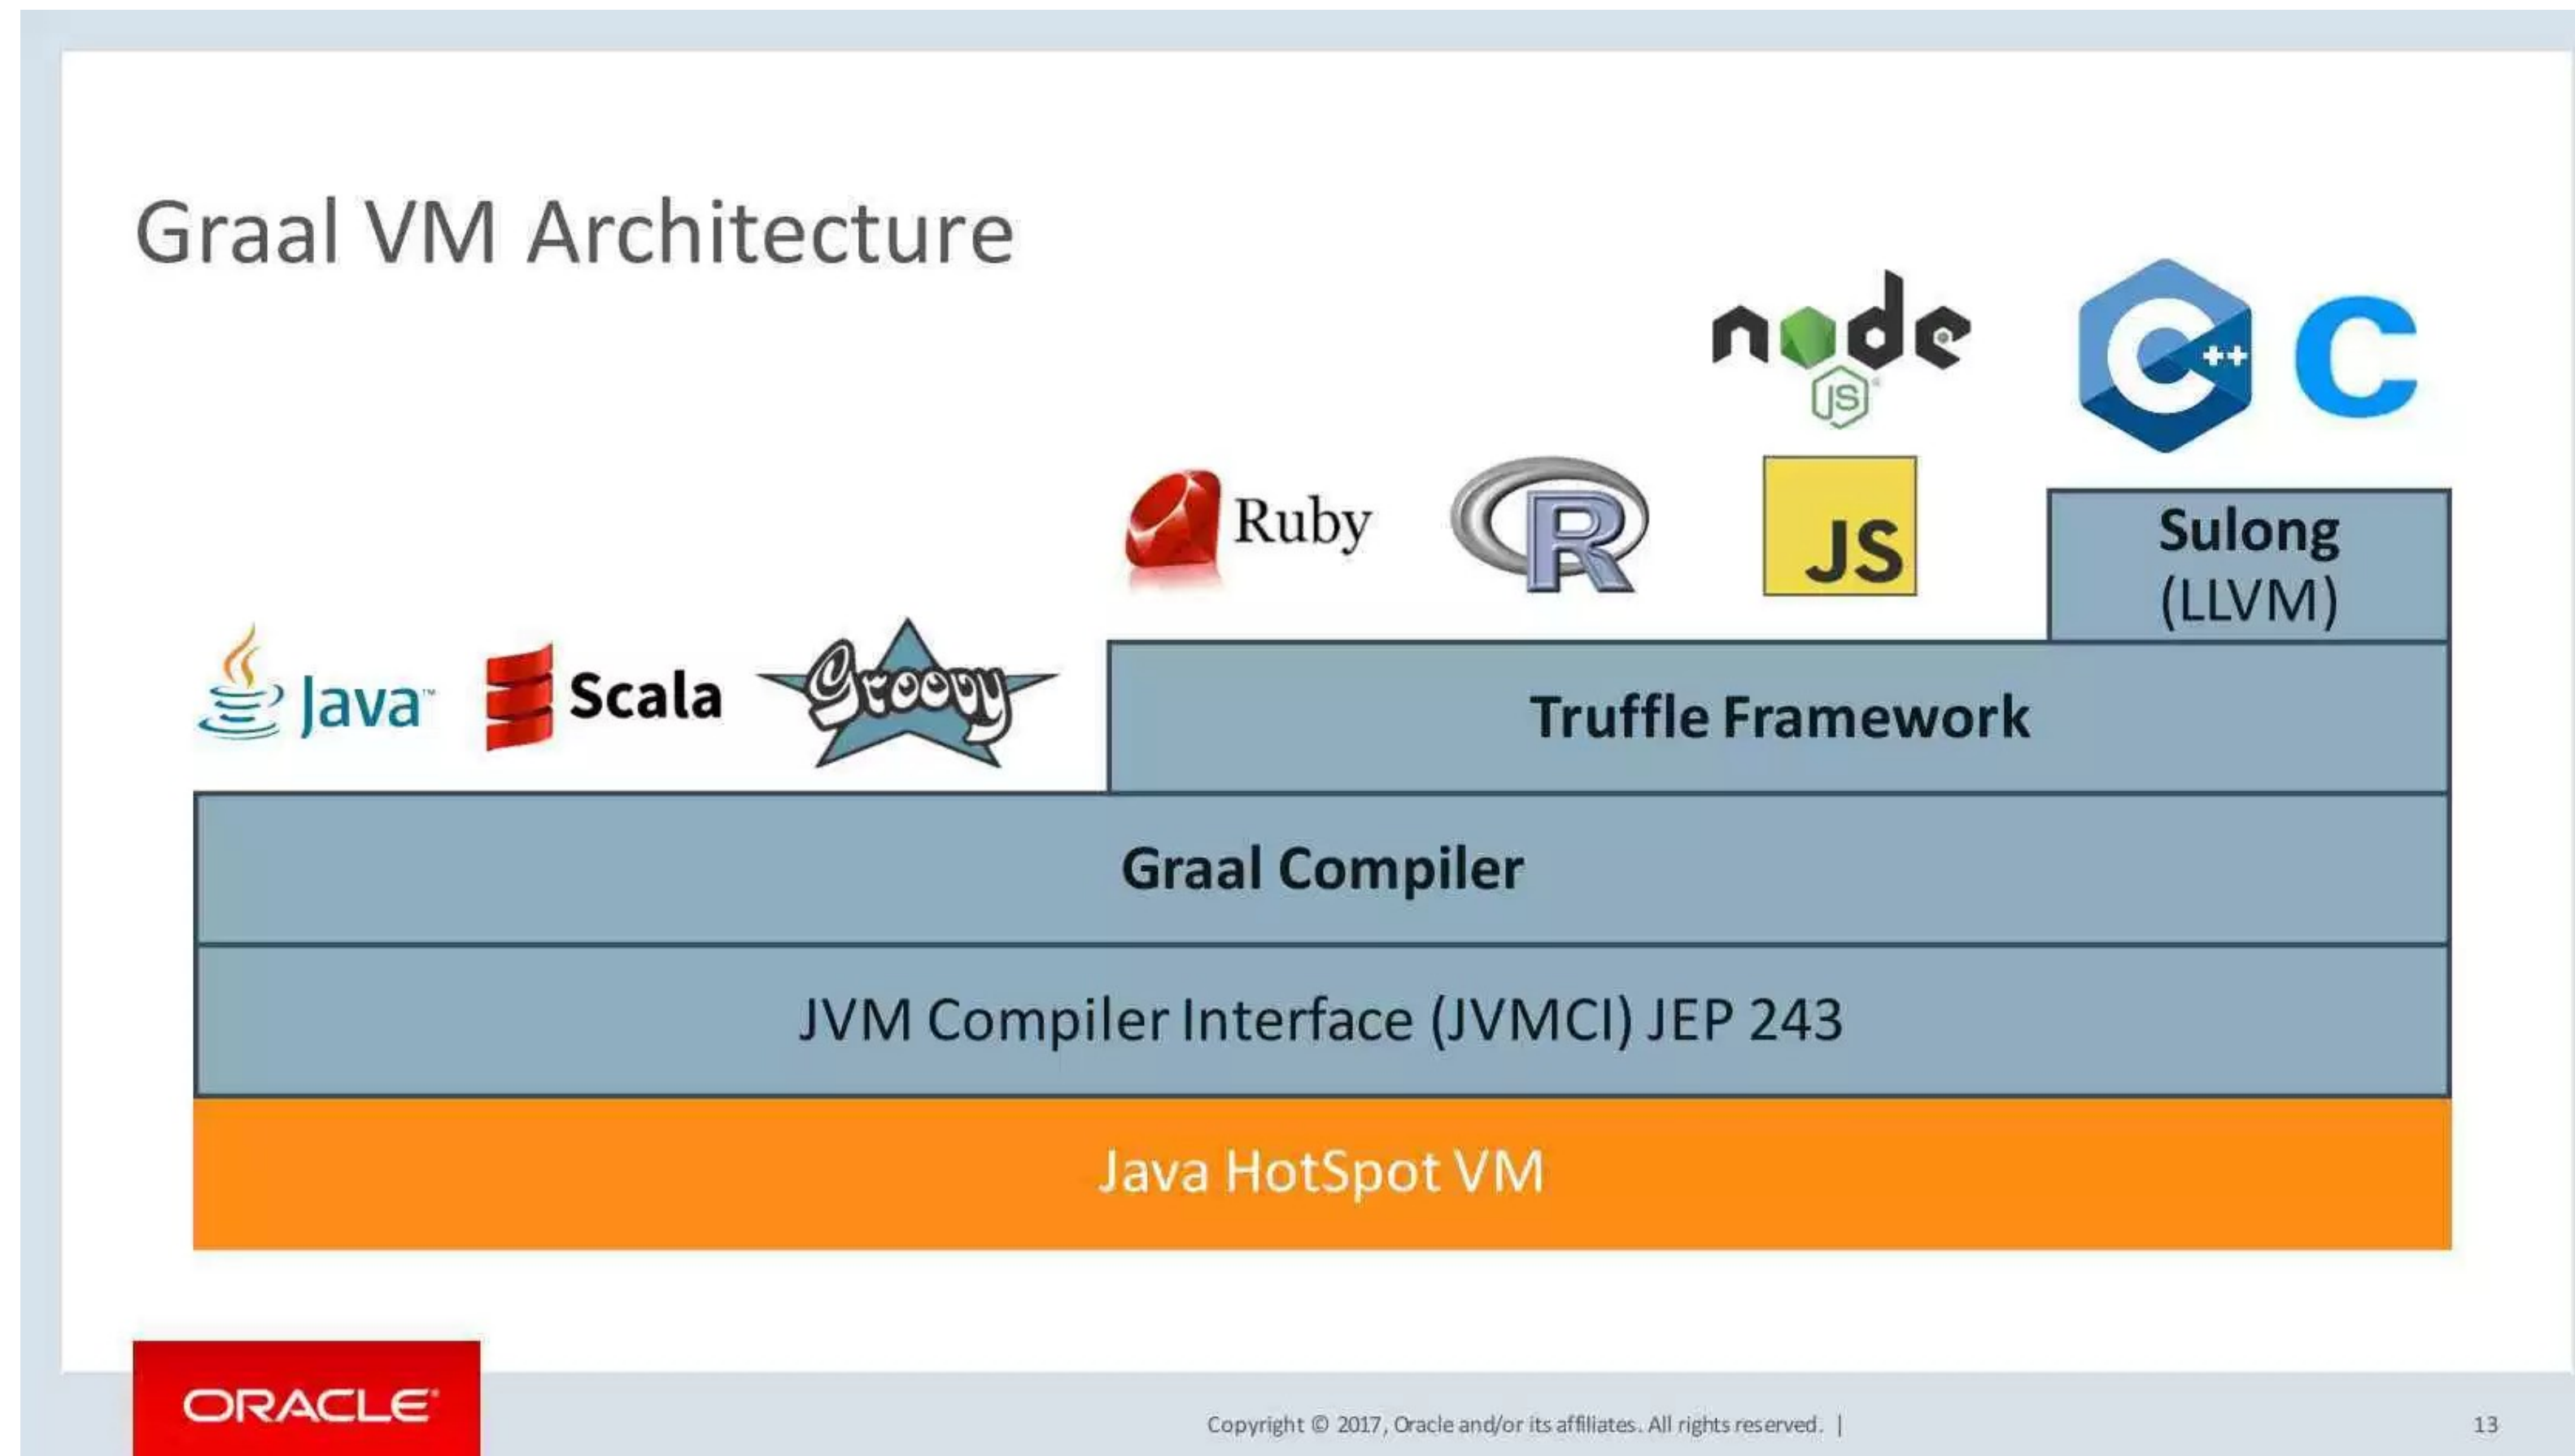 Graal VM Architecture
node
JS
C++ C
Ruby R JS
Sulong
(LLVM)
Java™ Scala Groovy
Truffle Framework
Graal Compiler
JVM Compiler Interface (JVMCI) JEP 243
Java HotSpot VM
ORACLE®
Copyright © 2017, Oracle and/or its affiliates. All rights reserved. |
13